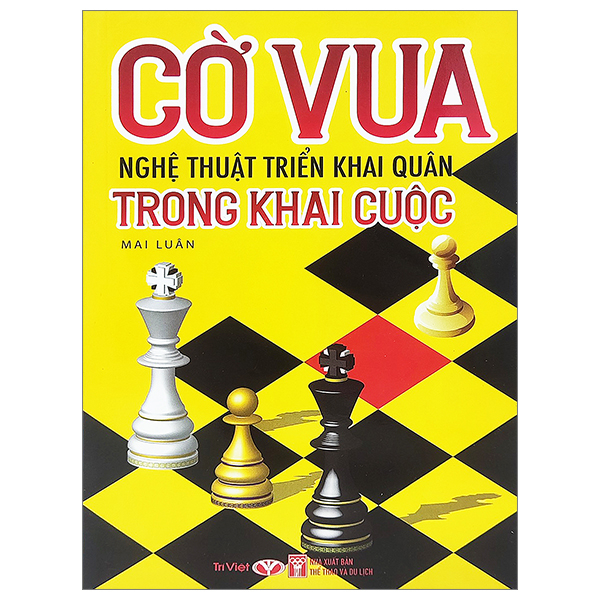 CỜ VUA
NGHỆ THUẬT TRIỂN KHAI QUÂN
TRONG KHAI CUỘC
MAI LUÂN
Trí Việt
NHÀ XUẤT BẢN
THỂ THAO VÀ DU LỊCH